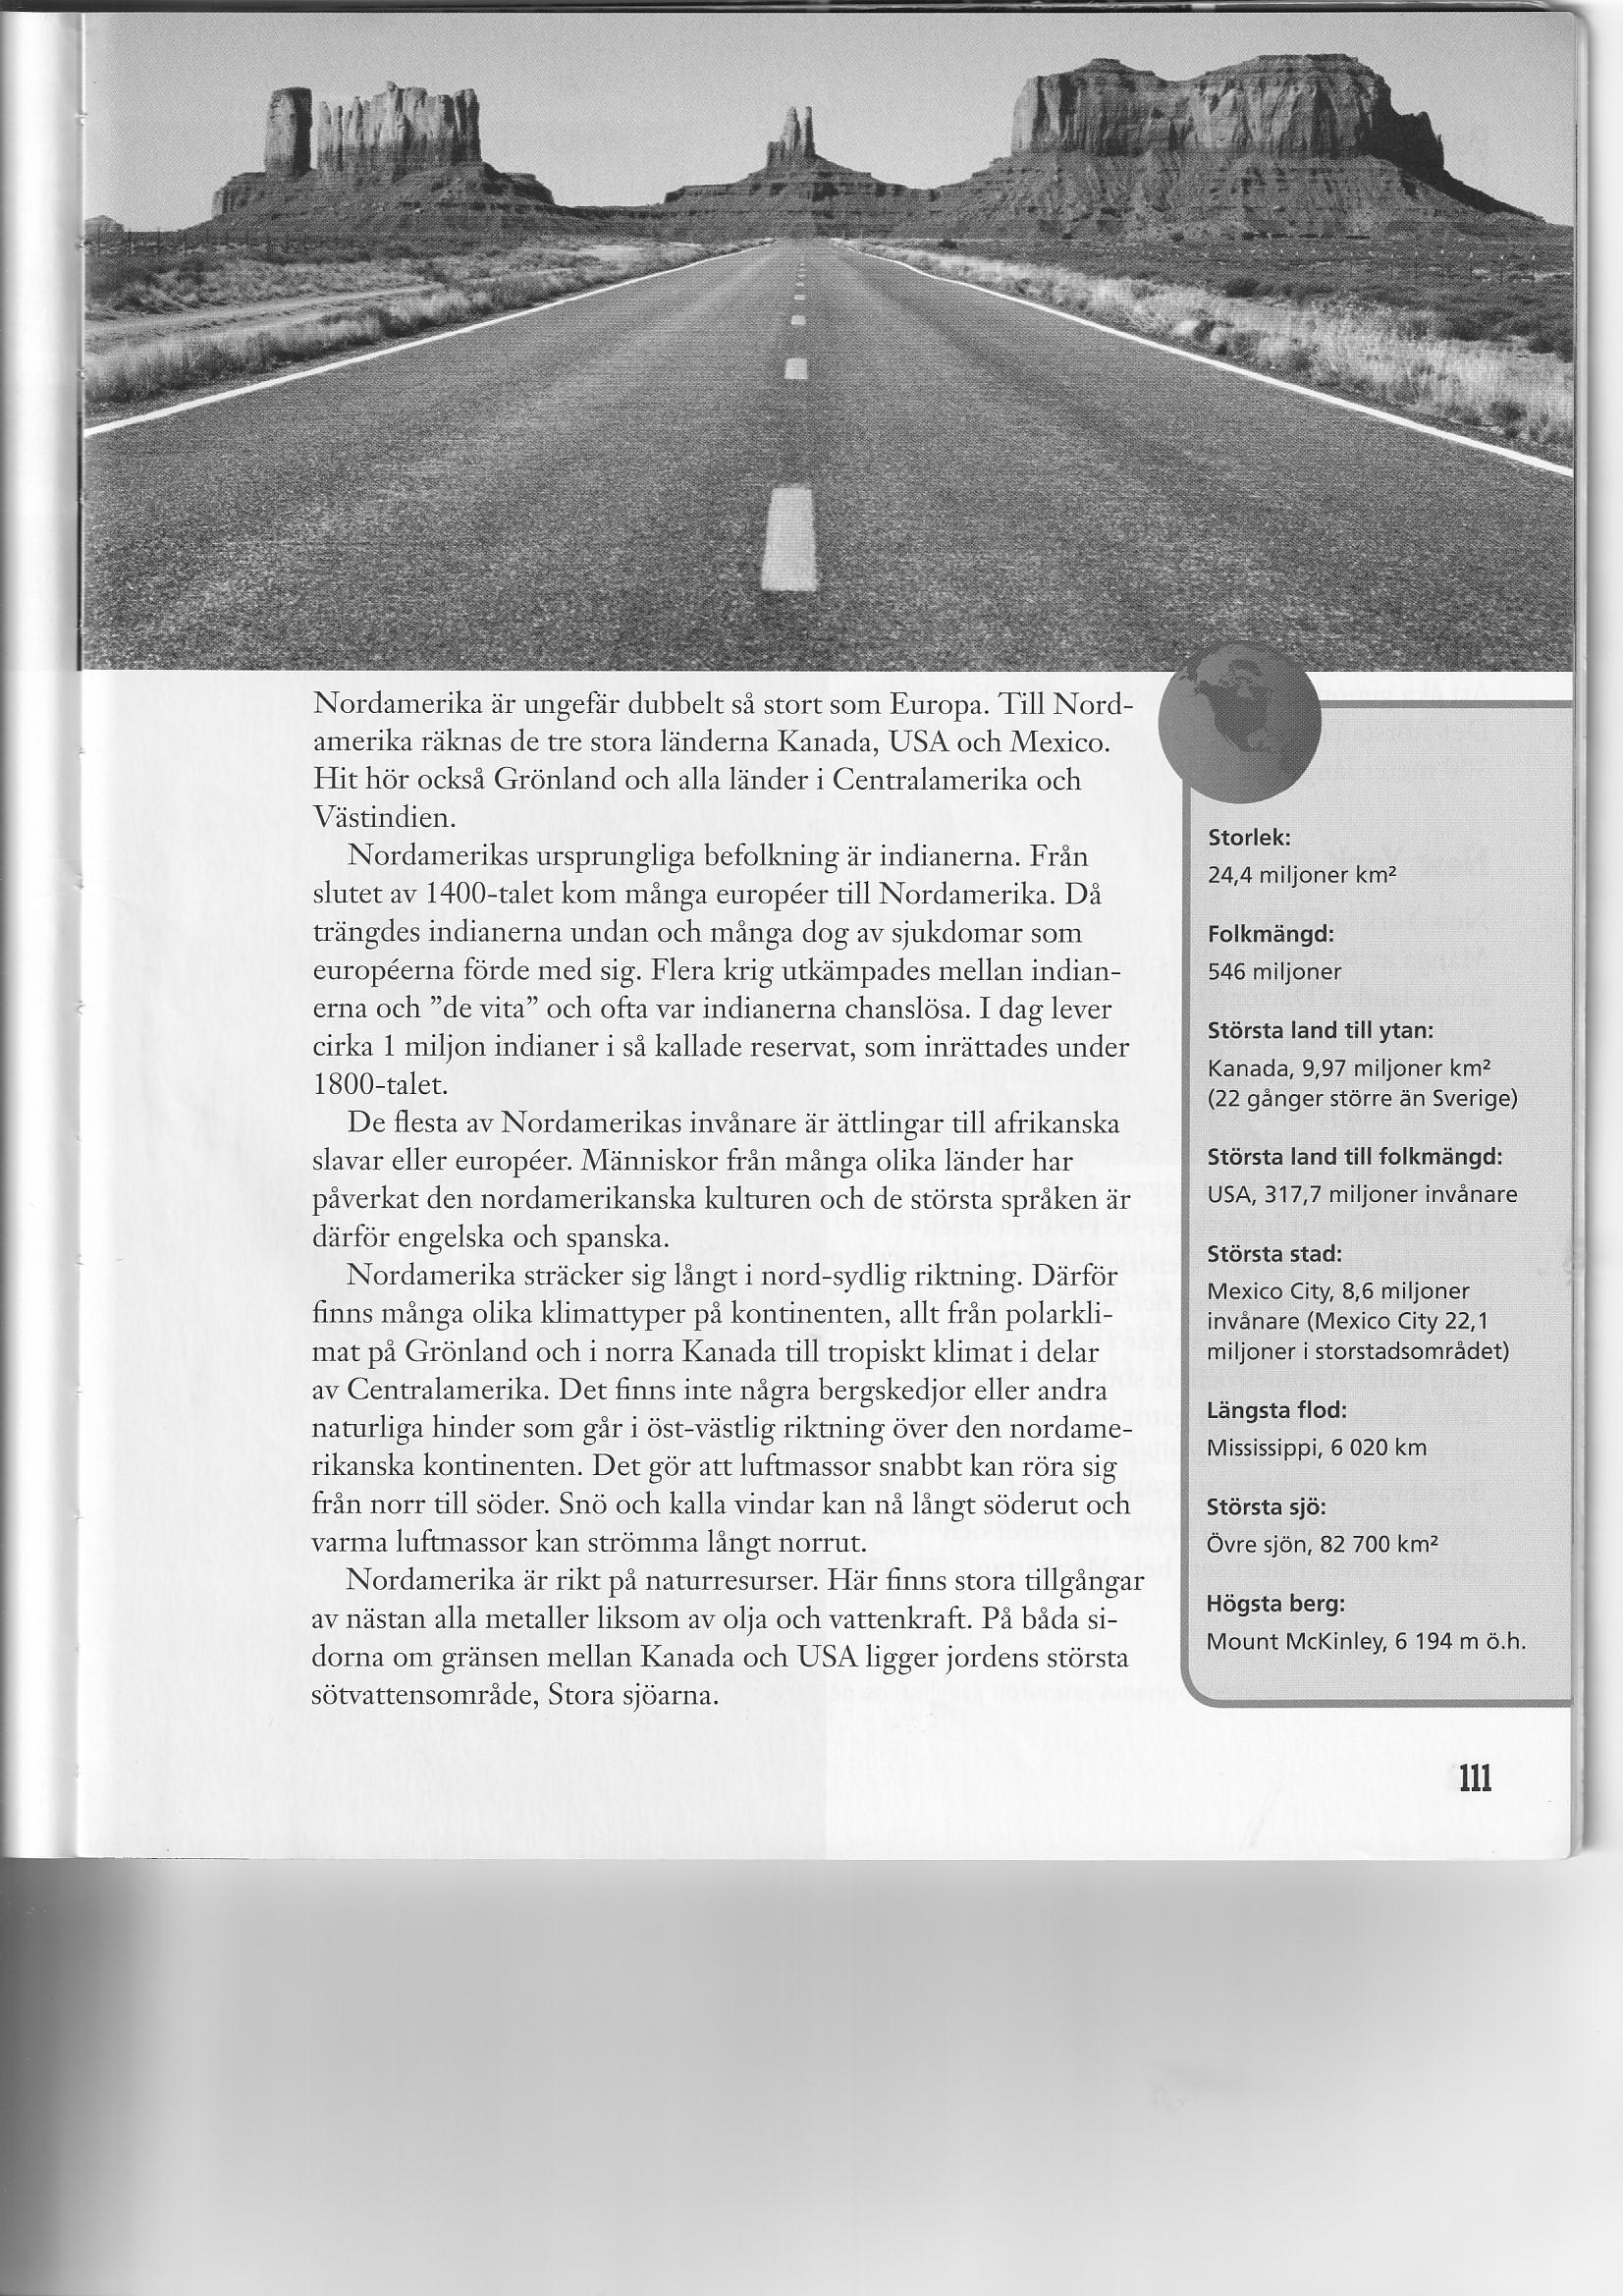 Nordamerika är ungefär dubbelt så stort som Europa. Till Nord-
amerika räknas de tre stora länderna Kanada, USA och Mexico.
Hit hör också Grönland och alla länder i Centralamerika och
Västindien.
Nordamerikas ursprungliga befolkning är indianerna. Från
slutet av 1400-talet kom många européer till Nordamerika. Då
trängdes indianerna undan och många dog av sjukdomar som
européerna förde med sig. Flera krig utkämpades mellan indian-
erna och ”de vita” och ofta var indianerna chanslösa. I dag lever
cirka 1 miljon indianer i så kallade reservat, som inrättades under
1800-talet.
De flesta av Nordamerikas invånare är ättlingar till afrikanska
slavar eller européer. Människor från många olika länder har
påverkat den nordamerikanska kulturen och de största språken är
därför engelska och spanska.
Nordamerika sträcker sig långt i nord-sydlig riktning. Därför
finns många olika klimattyper på kontinenten, allt från polarkli-
mat på Grönland och i norra Kanada till tropiskt klimat i delar
av Centralamerika. Det finns inte några bergskedjor eller andra
naturliga hinder som går i öst-västlig riktning över den nordame-
rikanska kontinenten. Det gör att luftmassor snabbt kan röra sig
från norr till söder. Snö och kalla vindar kan nå långt söderut och
varma luftmassor kan strömma långt norrut.
Nordamerika är rikt på naturresurser. Här finns stora tillgångar
av nästan alla metaller liksom av olja och vattenkraft. På båda si-
dorna om gränsen mellan Kanada och USA ligger jordens största
sötvattensområde, Stora sjöarna.
Storlek:
24,4 miljoner km²
Folkmängd:
546 miljoner
Största land till ytan:
Kanada, 9,97 miljoner km²
(22 gånger större än Sverige)
Största land till folkmängd:
USA, 317,7 miljoner invånare
Största stad:
Mexico City, 8,6 miljoner
invånare (Mexico City 22,1
miljoner i storstadsområdet)
Längsta flod:
Mississippi, 6 020 km
Största sjö:
Övre sjön, 82 700 km²
Högsta berg:
Mount McKinley, 6 194 m ö.h.
111